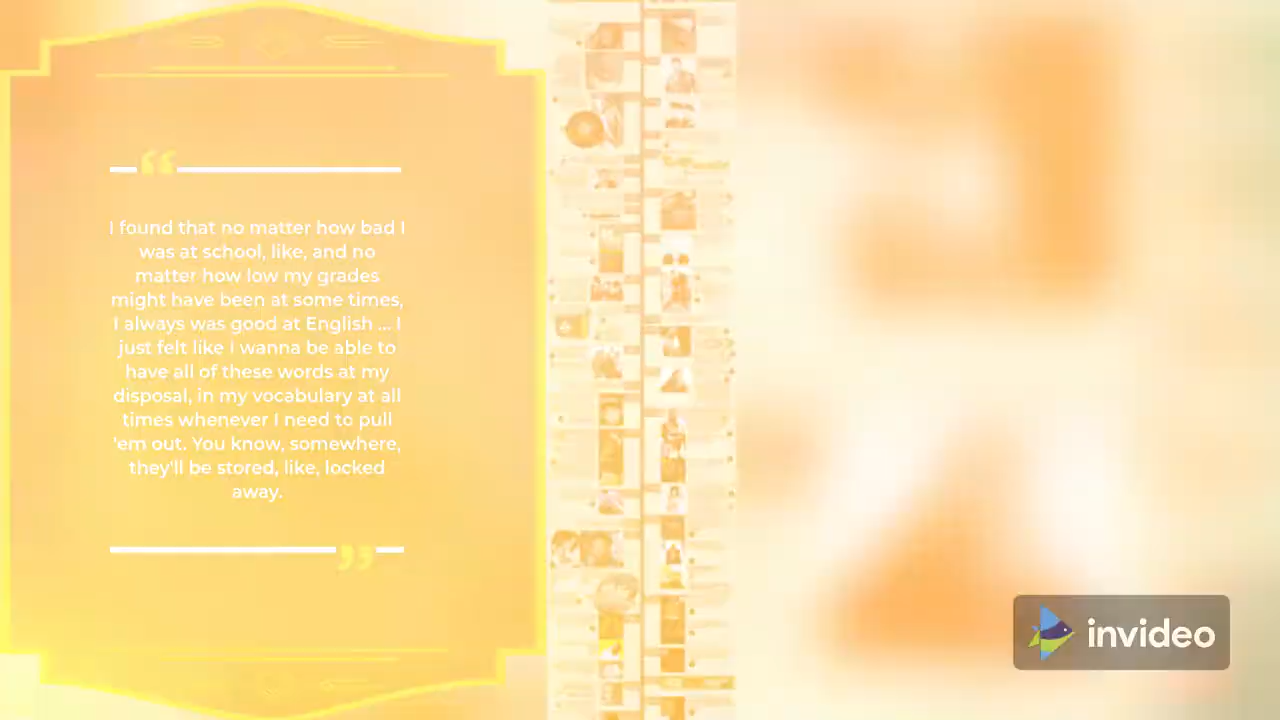 “
I found that no matter how bad I
was at school, like, and no
matter how low my grades
might have been at some times,
I always was good at English ... I
just felt like I wanna be able to
have all of these words at my
disposal, in my vocabulary at all
times whenever I need to pull
'em out. You know, somewhere,
they'll be stored, like, locked
away.
”
invideo